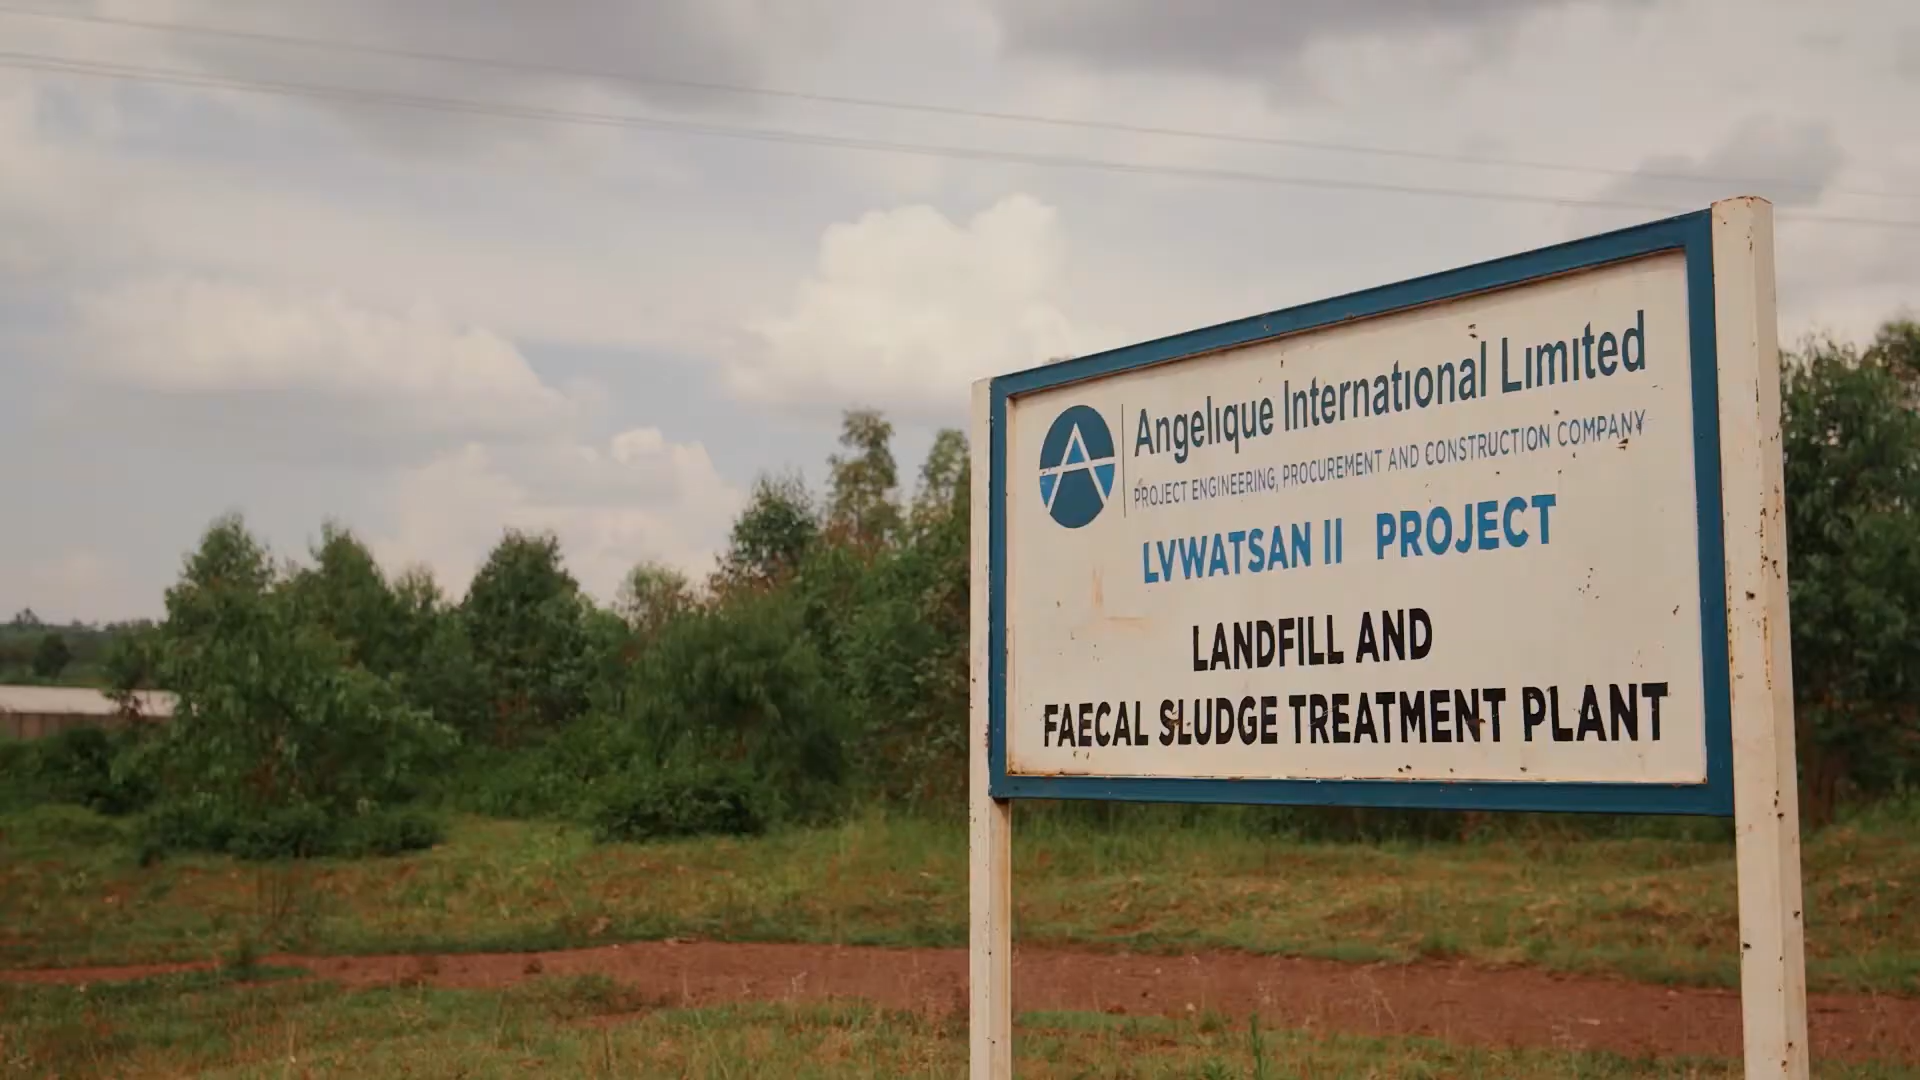 Angelique International Limited
PROJECT ENGINEERING, PROCUREMENT AND CONSTRUCTION COMPANY
LVWATSAN II PROJECT
LANDFILL AND
FAECAL SLUDGE TREATMENT PLANT